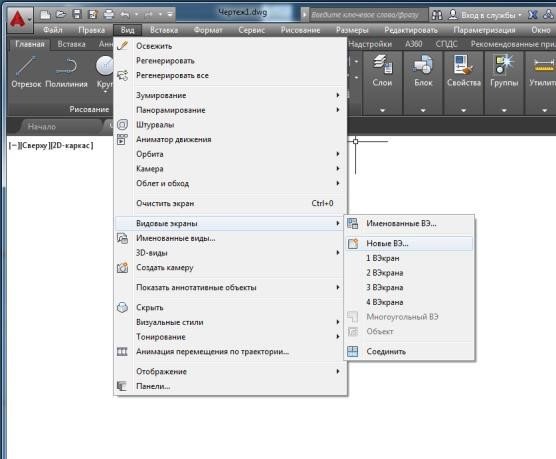 Чертеж1.dwg
Введите ключевое слово/фразу
Вход в службы
Файл Правка Вид Вставка Формат Сервис Рисование Размеры Редактировать Параметризация Окно
Главная Вставка Анн
Надстройки A360 СПДС Рекомендованные при
Отрезок Полилиния Круг
Слои Блок Свойства Группы Утилит
Рисование
Начало
[−][Сверху][2D-каркас]
Освежить
Регенерировать
Регенерировать все
Зумирование
Панорамирование
Штурвалы
Аниматор движения
Орбита
Камера
Облет и обход
Очистить экран Ctrl+0
Видовые экраны
Именованные виды...
3D-виды
Создать камеру
Показать аннотативные объекты
Скрыть
Визуальные стили
Тонирование
Анимация перемещения по траектории...
Отображение
Панели...
Именованные ВЭ...
Новые ВЭ...
1 ВЭкран
2 ВЭкрана
3 ВЭкрана
4 ВЭкрана
Многоугольный ВЭ
Объект
Соединить